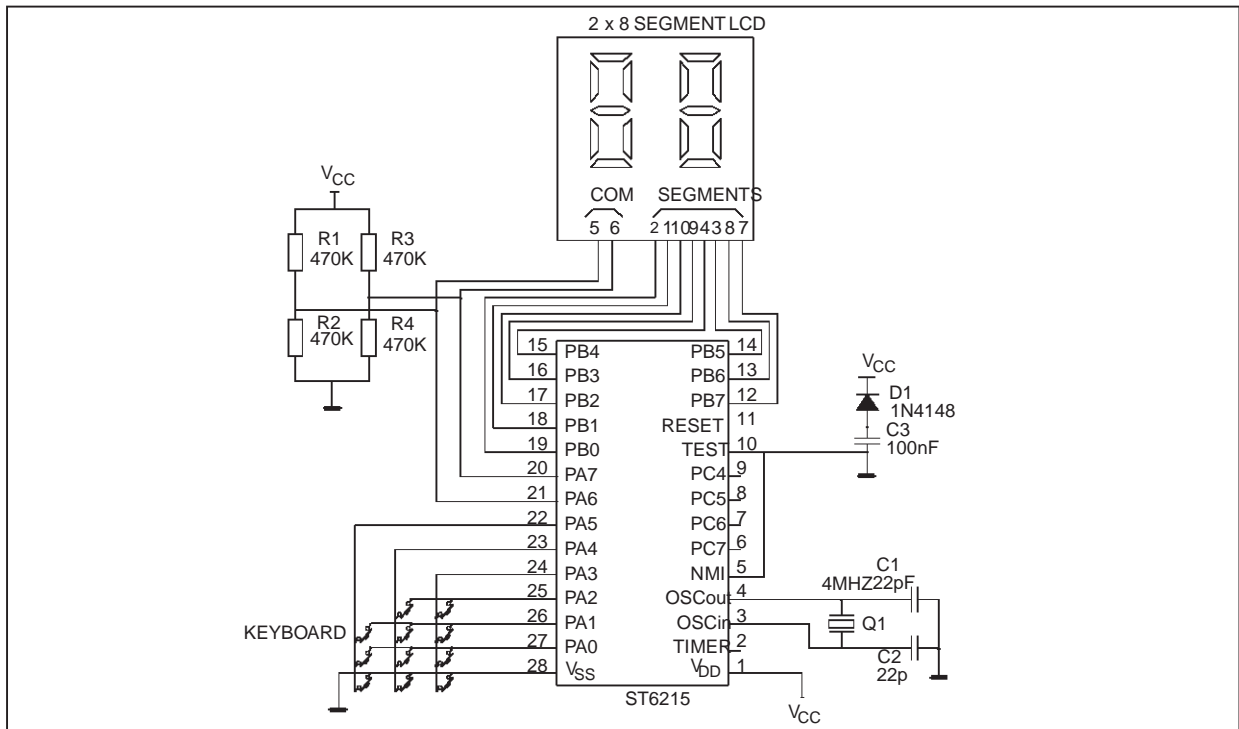 2 x 8 SEGMENT LCD
COM SEGMENTS
5 6 2 1 10 9 4 3 8 7
VCC
R1
470K
R3
470K
R2
470K
R4
470K
15 PB4 PB5 14
16 PB3 PB6 13
17 PB2 PB7 12
18 PB1 RESET 11
19 PB0 TEST 10
20 PA7 PC4 9
21 PA6 PC5 8
22 PA5 PC6 7
23 PA4 PC7 6
24 PA3 NMI 5
25 PA2 OSCout 4
26 PA1 OSCin 3
27 PA0 TIMER 2
28 VSS VDD 1
ST6215
KEYBOARD
VCC
D1
1N4148
C3
100nF
C1
4MHZ 22pF
Q1
C2
22p
VCC